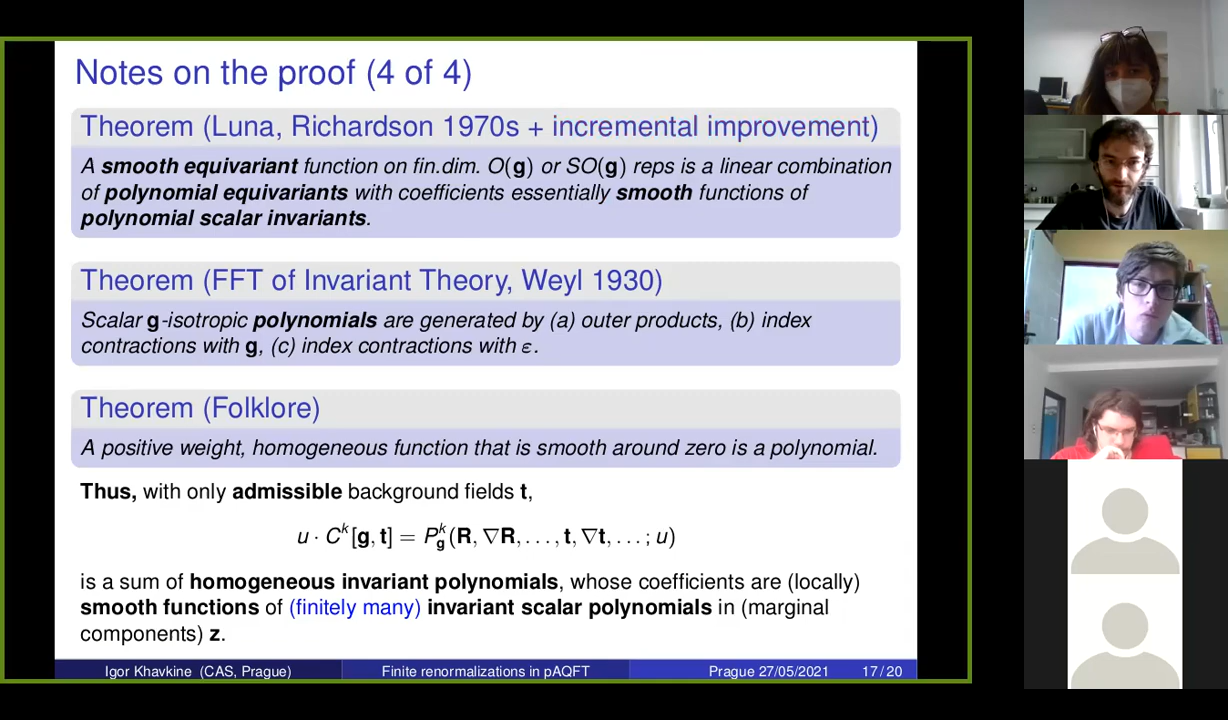 Notes on the proof (4 of 4)
Theorem (Luna, Richardson 1970s + incremental improvement)
A smooth equivariant function on fin.dim. O(g) or SO(g) reps is a linear combination
of polynomial equivariants with coefficients essentially smooth functions of
polynomial scalar invariants.
Theorem (FFT of Invariant Theory, Weyl 1930)
Scalar g-isotropic polynomials are generated by (a) outer products, (b) index
contractions with g, (c) index contractions with ε.
Theorem (Folklore)
A positive weight, homogeneous function that is smooth around zero is a polynomial.
Thus, with only admissible background fields t,
u · C^k[g, t] = P_g^k(R, ∇R, . . . , t, ∇t, . . . ; u)
is a sum of homogeneous invariant polynomials, whose coefficients are (locally)
smooth functions of (finitely many) invariant scalar polynomials in (marginal
components) z.
Igor Khavkine (CAS, Prague) Finite renormalizations in pAQFT Prague 27/05/2021 17 / 20